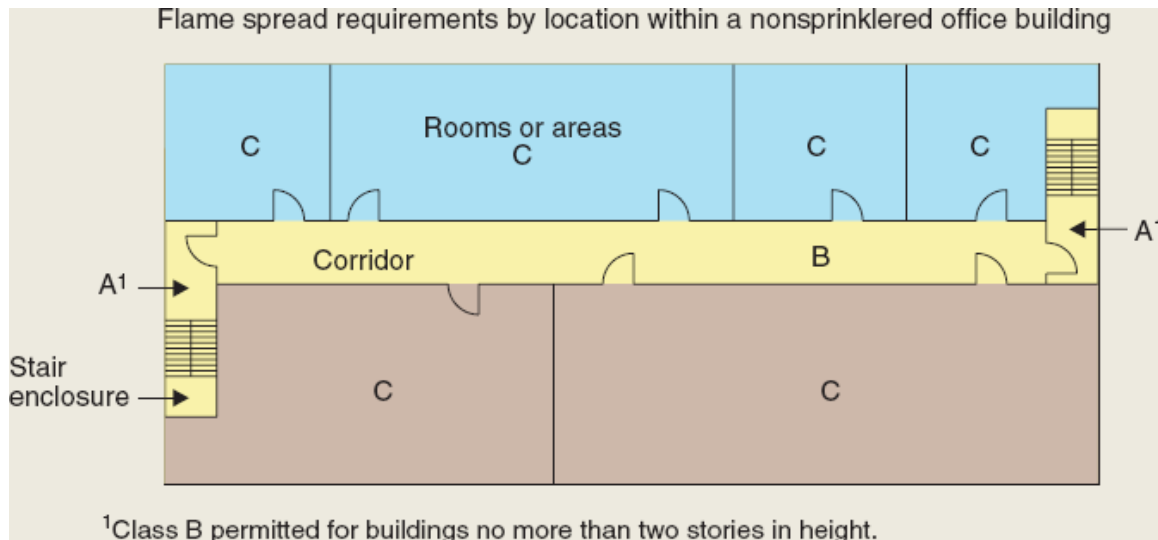 Flame spread requirements by location within a nonsprinklered office building
C
Rooms or areas
C
C
C
A¹
Corridor
B
A¹
Stair
enclosure
C
C
¹Class B permitted for buildings no more than two stories in height.